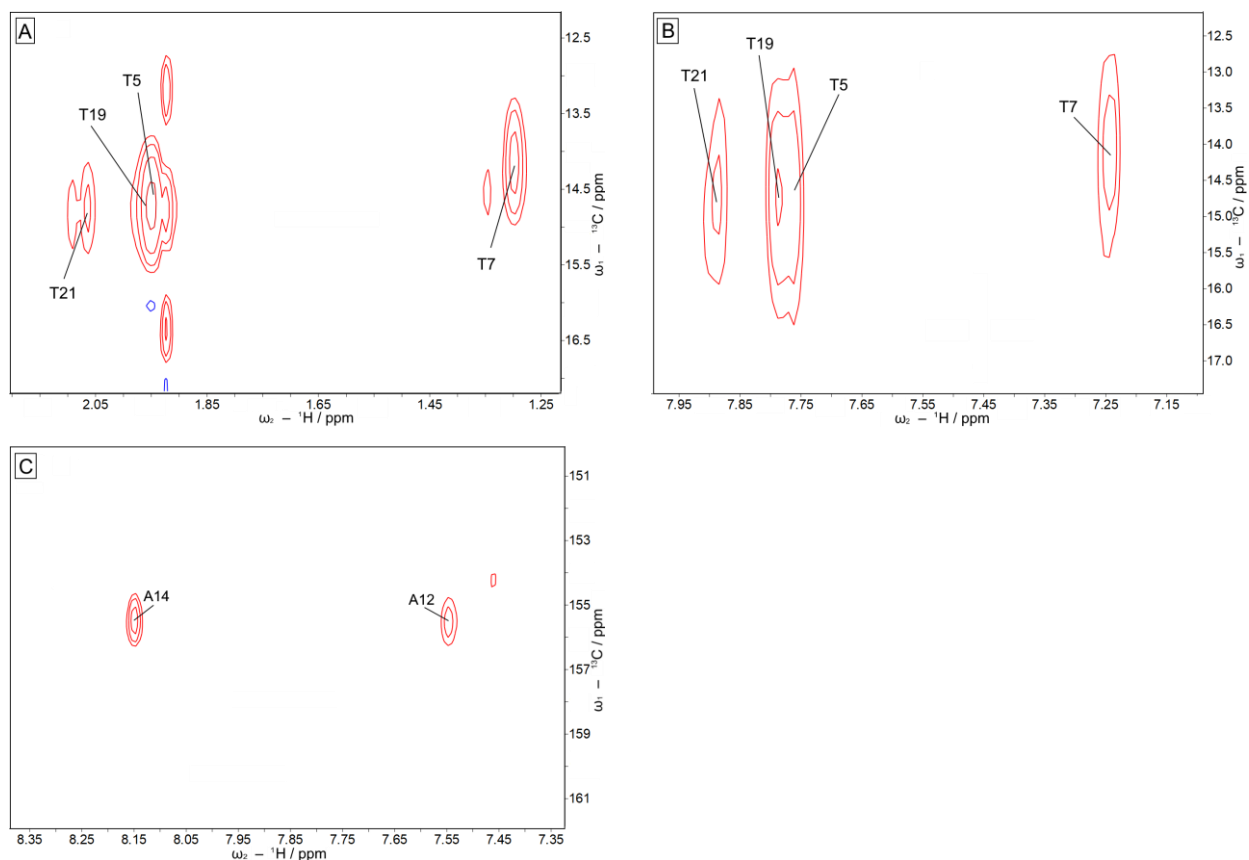 A
T5
T19
T21
T7
12.5
13.5
14.5
15.5
16.5
ω₁ – ¹³C / ppm
2.05 1.85 1.65 1.45 1.25
ω₂ – ¹H / ppm
B
T19
T21
T5
T7
12.5
13.0
13.5
14.0
14.5
15.0
15.5
16.0
16.5
17.0
ω₁ – ¹³C / ppm
7.95 7.85 7.75 7.65 7.55 7.45 7.35 7.25 7.15
ω₂ – ¹H / ppm
C
A14
A12
151
153
155
157
159
161
ω₁ – ¹³C / ppm
8.35 8.25 8.15 8.05 7.95 7.85 7.75 7.65 7.55 7.45 7.35
ω₂ – ¹H / ppm